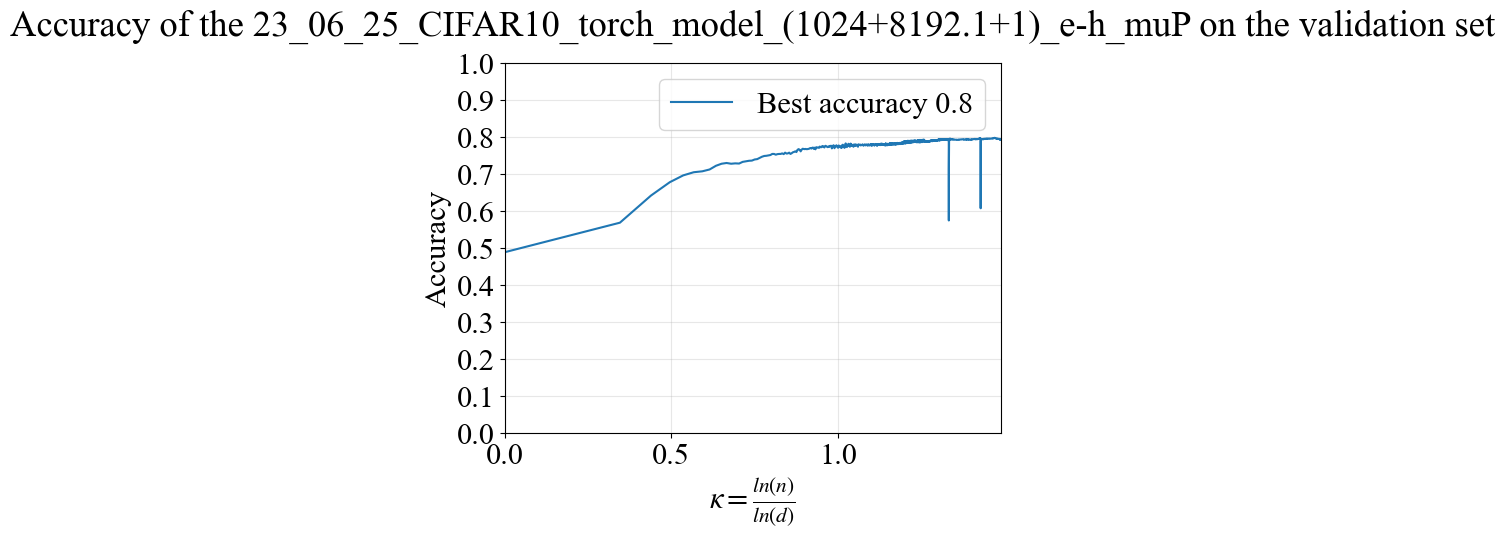 Accuracy of the 23_06_25_CIFAR10_torch_model_(1024+8192.1+1)_e-h_muP on the validation set
Best accuracy 0.8
Accuracy
1.0
0.9
0.8
0.7
0.6
0.5
0.4
0.3
0.2
0.1
0.0
0.0 0.5 1.0
κ = ln(n)/ln(d)